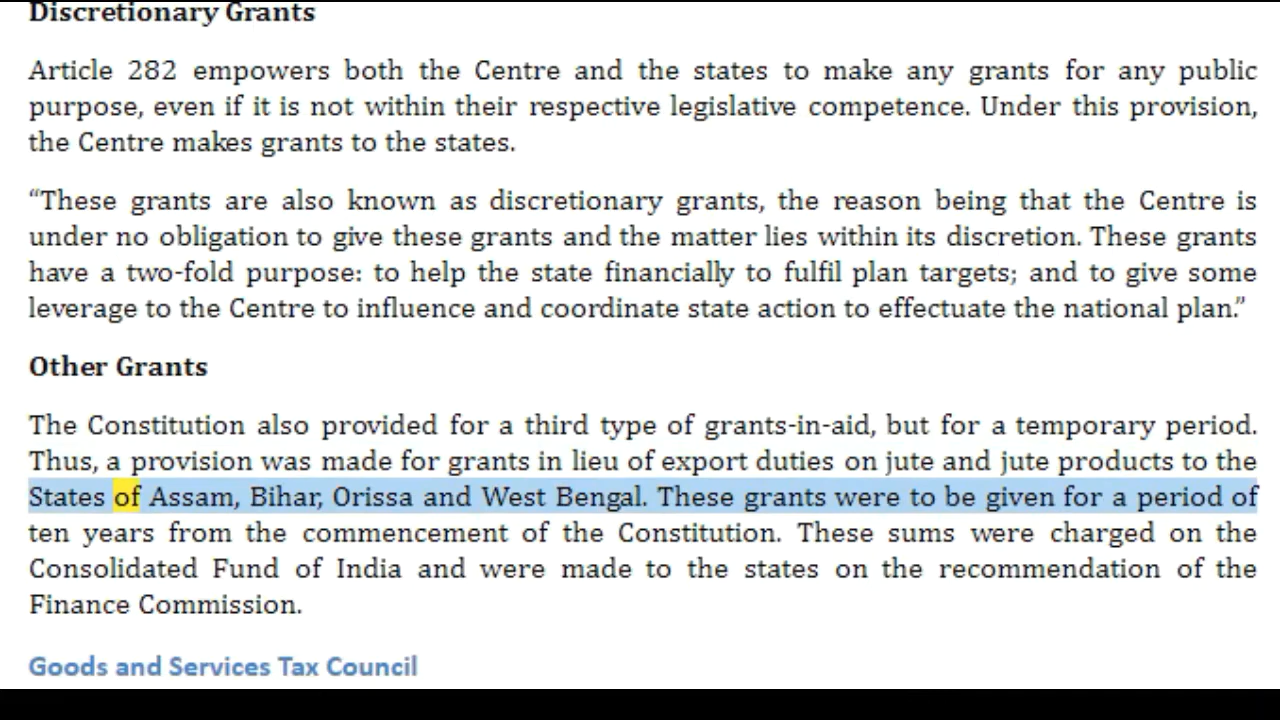 Discretionary Grants
Article 282 empowers both the Centre and the states to make any grants for any public
purpose, even if it is not within their respective legislative competence. Under this provision,
the Centre makes grants to the states.
“These grants are also known as discretionary grants, the reason being that the Centre is
under no obligation to give these grants and the matter lies within its discretion. These grants
have a two-fold purpose: to help the state financially to fulfil plan targets; and to give some
leverage to the Centre to influence and coordinate state action to effectuate the national plan.”
Other Grants
The Constitution also provided for a third type of grants-in-aid, but for a temporary period.
Thus, a provision was made for grants in lieu of export duties on jute and jute products to the
States of Assam, Bihar, Orissa and West Bengal. These grants were to be given for a period of
ten years from the commencement of the Constitution. These sums were charged on the
Consolidated Fund of India and were made to the states on the recommendation of the
Finance Commission.
Goods and Services Tax Council